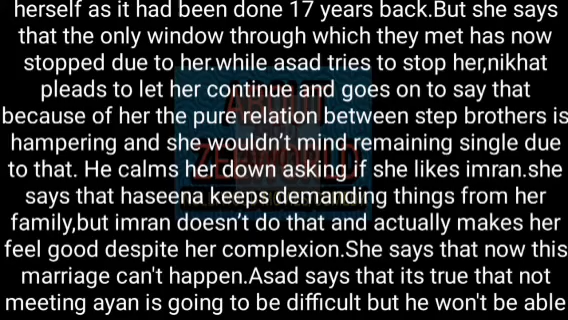 herself as it had been done 17 years back.But she says
that the only window through which they met has now
stopped due to her.while asad tries to stop her,nikhat
pleads to let her continue and goes on to say that
because of her the pure relation between step brothers is
hampering and she wouldn't mind remaining single due
to that. He calms her down asking if she likes imran.she
says that haseena keeps demanding things from her
family,but imran doesn't do that and actually makes her
feel good despite her complexion.She says that now this
marriage can't happen.Asad says that its true that not
meeting ayan is going to be difficult but he won't be able